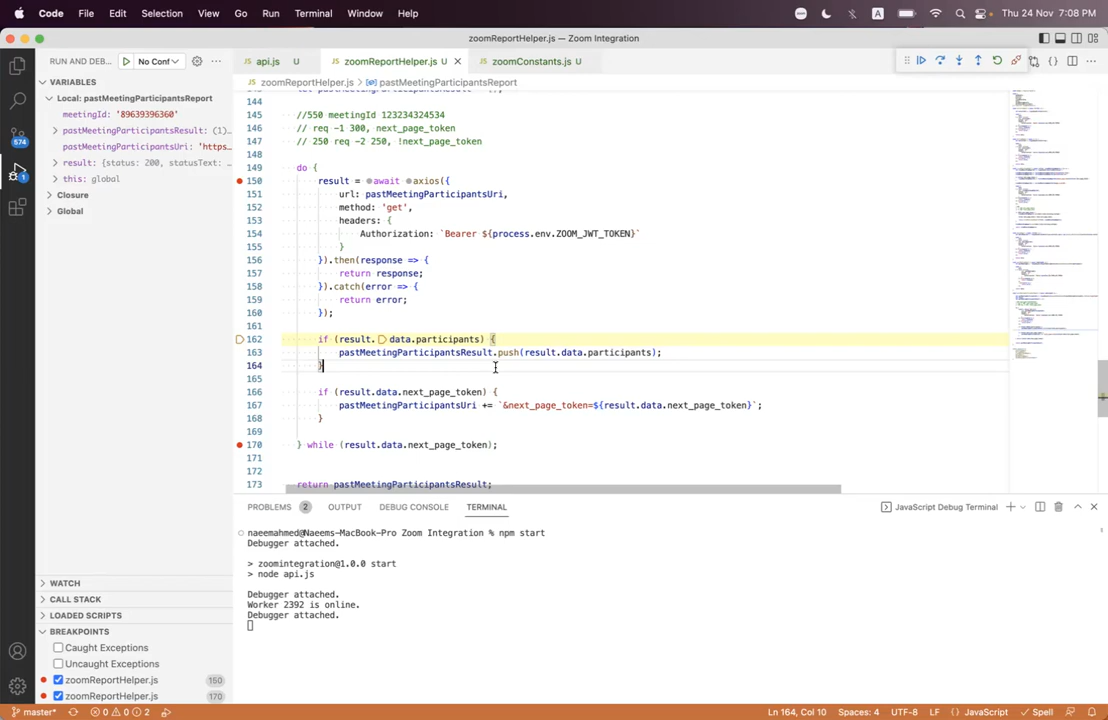 Code File Edit Selection View Go Run Terminal Window Help
A
Thu 24 Nov 7:08 PM
zoomReportHelper.js — Zoom Integration
RUN AND DEB...
No Conf
api.js U
zoomReportHelper.js U
zoomConstants.js U
zoomReportHelper.js > pastMeetingParticipantsReport
VARIABLES
Local: pastMeetingParticipantsReport
meetingId: '89639396360'
pastMeetingParticipantsResult: (1)...
pastMeetingParticipantsUri: 'https...
result: {status: 200, statusText: ...
this: global
Closure
Global
574
1
144
145 //550 meetingId 123234324534
146 // req -1 300, next_page_token
147 // 250 req -2 250, !next_page_token
148
149 do {
150 result = await axios({
151 url: pastMeetingParticipantsUri,
152 method: 'get',
153 headers: {
154 Authorization: `Bearer ${process.env.ZOOM_JWT_TOKEN}`
155 }
156 }).then(response => {
157 return response;
158 }).catch(error => {
159 return error;
160 });
161
162 if (result.data.participants) {
163 pastMeetingParticipantsResult.push(result.data.participants);
164 }
165
166 if (result.data.next_page_token) {
167 pastMeetingParticipantsUri += `&next_page_token=${result.data.next_page_token}`;
168 }
169
170 } while (result.data.next_page_token);
171
172
173 return pastMeetingParticipantsResult;
PROBLEMS 2 OUTPUT DEBUG CONSOLE TERMINAL
JavaScript Debug Terminal
naeemahmed@Naeems-MacBook-Pro Zoom Integration % npm start
Debugger attached.
> zoomintegration@1.0.0 start
> node api.js
Debugger attached.
Worker 2392 is online.
Debugger attached.
WATCH
CALL STACK
LOADED SCRIPTS
BREAKPOINTS
Caught Exceptions
Uncaught Exceptions
zoomReportHelper.js 150
zoomReportHelper.js 170
master* 0 0 2
Ln 164, Col 10 Spaces: 4 UTF-8 LF {} JavaScript Spell